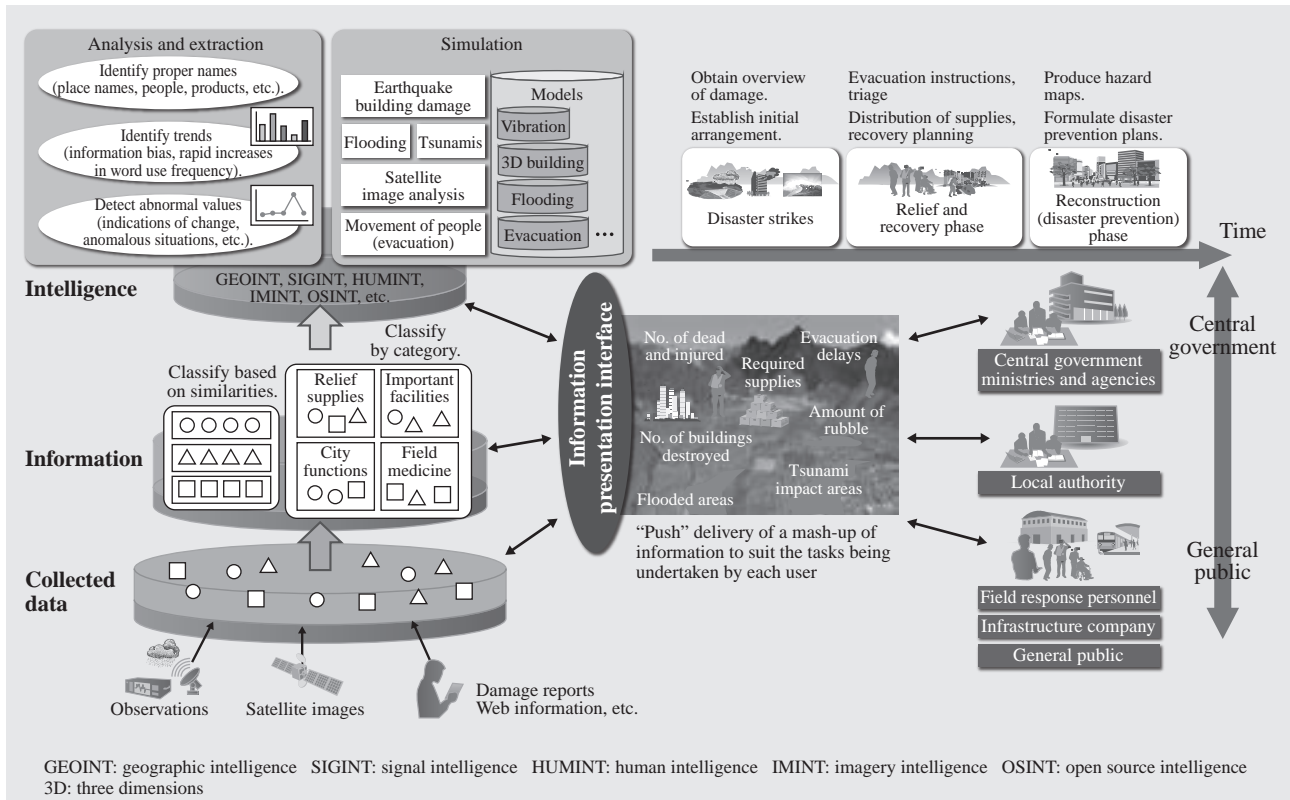 Analysis and extraction
Identify proper names
(place names, people, products, etc.).
Identify trends
(information bias, rapid increases
in word use frequency).
Detect abnormal values
(indications of change,
anomalous situations, etc.).
Simulation
Earthquake
building damage
Flooding
Tsunamis
Satellite
image analysis
Movement of people
(evacuation)
Models
Vibration
3D building
Flooding
Evacuation
...
Obtain overview
of damage.
Establish initial
arrangement.
Disaster strikes
Evacuation instructions,
triage
Distribution of supplies,
recovery planning
Relief and
recovery phase
Produce hazard
maps.
Formulate disaster
prevention plans.
Reconstruction
(disaster prevention)
phase
Time
Intelligence
GEOINT, SIGINT, HUMINT,
IMINT, OSINT, etc.
Classify based
on similarities.
Classify
by category.
Relief
supplies
Important
facilities
City
functions
Field
medicine
Information
Collected
data
Observations
Satellite images
Damage reports
Web information, etc.
Information
presentation interface
No. of dead
and injured
Evacuation
delays
Required
supplies
Amount of
rubble
No. of buildings
destroyed
Tsunami
impact areas
Flooded areas
“Push” delivery of a mash-up of
information to suit the tasks being
undertaken by each user
Central government
ministries and agencies
Local authority
Field response personnel
Infrastructure company
General public
Central
government
General
public
GEOINT: geographic intelligence SIGINT: signal intelligence HUMINT: human intelligence IMINT: imagery intelligence OSINT: open source intelligence
3D: three dimensions